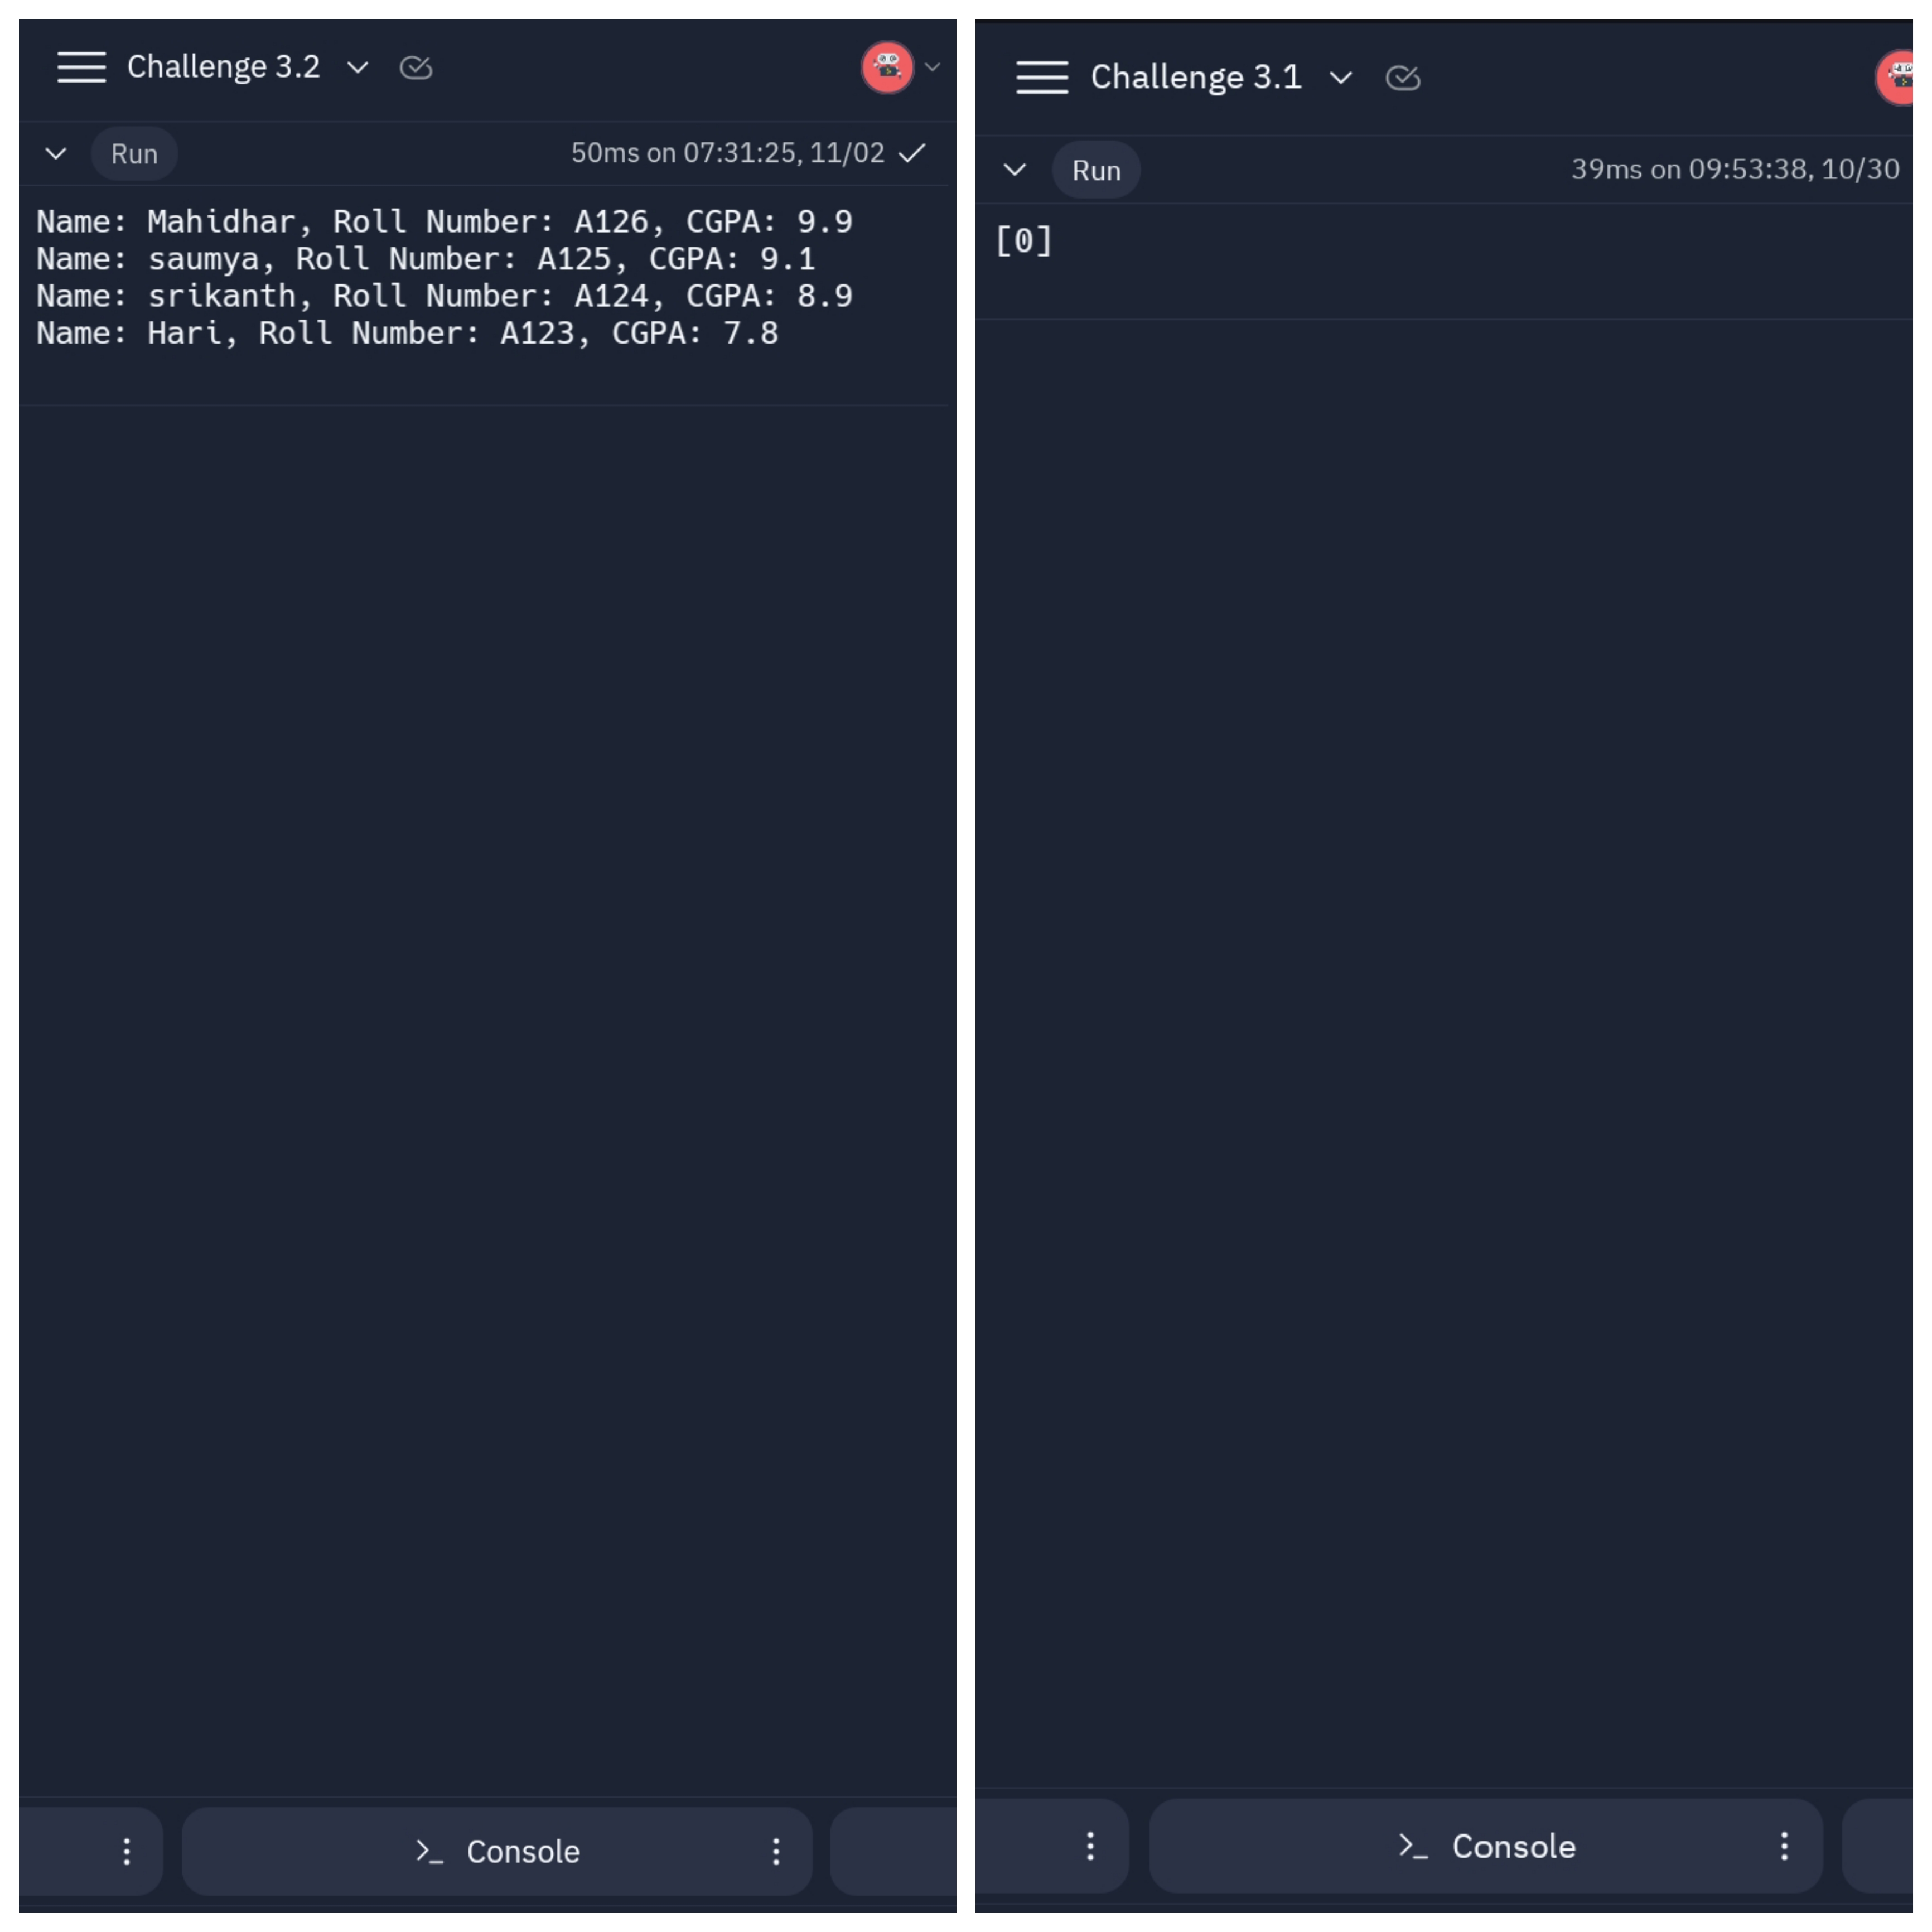 Challenge 3.2
Run
50ms on 07:31:25, 11/02
Name: Mahidhar, Roll Number: A126, CGPA: 9.9
Name: saumya, Roll Number: A125, CGPA: 9.1
Name: srikanth, Roll Number: A124, CGPA: 8.9
Name: Hari, Roll Number: A123, CGPA: 7.8
>_ Console
Challenge 3.1
Run
39ms on 09:53:38, 10/30
[0]
>_ Console